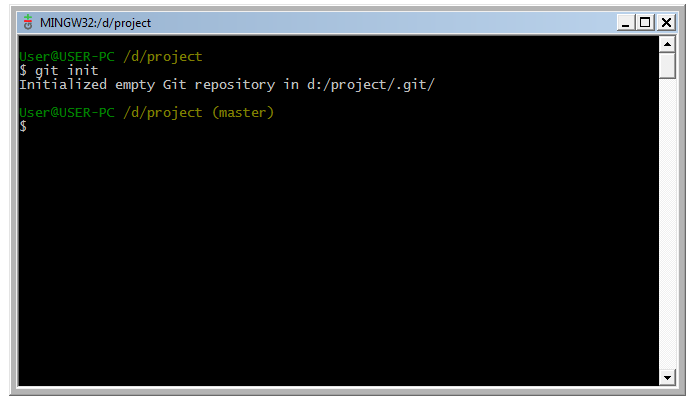 MINGW32:/d/project
User@USER-PC /d/project
$ git init
Initialized empty Git repository in d:/project/.git/
User@USER-PC /d/project (master)
$